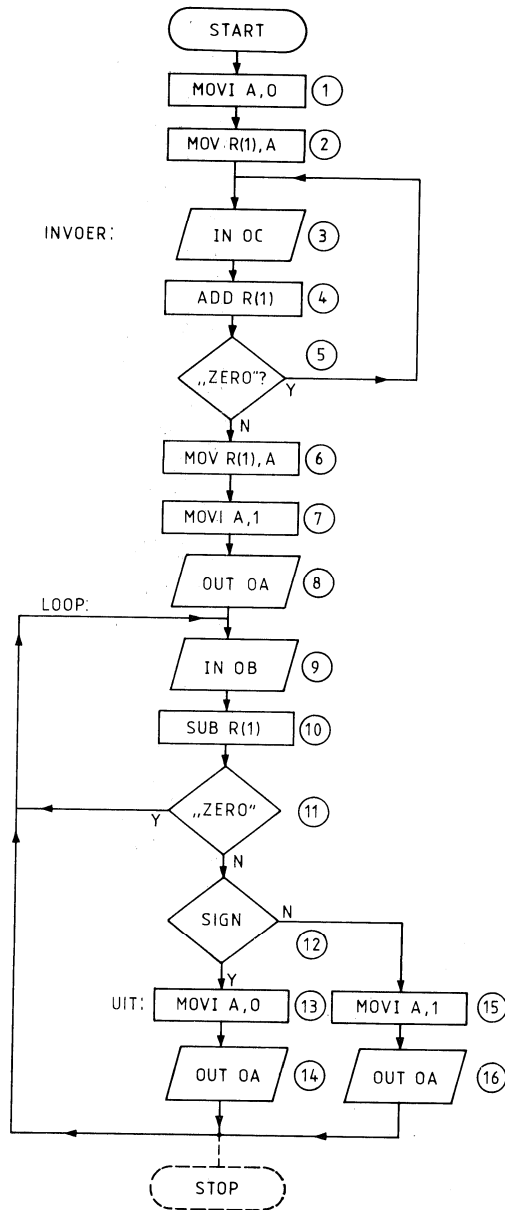 START
MOVI A,0
1
MOV R(1),A
2
INVOER:
IN OC
3
ADD R(1)
4
5
„ZERO"?
Y
N
MOV R(1),A
6
MOVI A,1
7
OUT OA
8
LOOP:
IN OB
9
SUB R(1)
10
„ZERO"
11
Y
N
SIGN
N
12
Y
UIT:
MOVI A,0
13
MOVI A,1
15
OUT OA
14
OUT OA
16
STOP